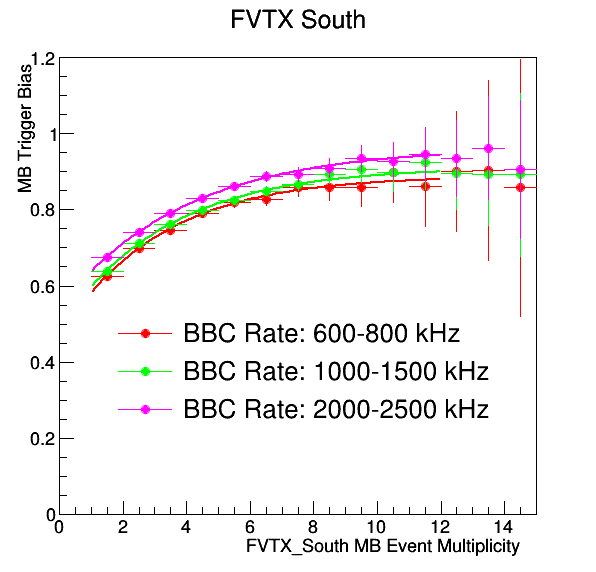 FVTX South
MB Trigger Bias
1.2
1
0.8
0.6
0.4
0.2
0
BBC Rate: 600-800 kHz
BBC Rate: 1000-1500 kHz
BBC Rate: 2000-2500 kHz
0 2 4 6 8 10 12 14
FVTX_South MB Event Multiplicity